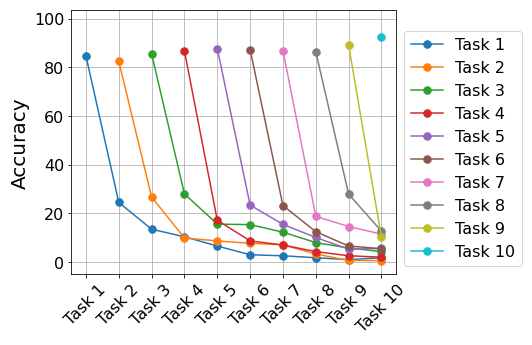 Accuracy
100
80
60
40
20
0
Task 1
Task 2
Task 3
Task 4
Task 5
Task 6
Task 7
Task 8
Task 9
Task 10
Task 1
Task 2
Task 3
Task 4
Task 5
Task 6
Task 7
Task 8
Task 9
Task 10